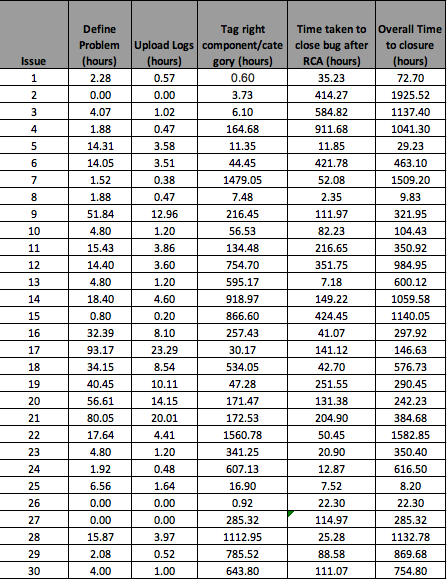 Issue Define Problem (hours) Upload Logs (hours) Tag right component/cate gory (hours) Time taken to close bug after RCA (hours) Overall Time to closure (hours)
1 2.28 0.57 0.60 35.23 72.70
2 0.00 0.00 3.73 414.27 1925.52
3 4.07 1.02 6.10 584.82 1137.40
4 1.88 0.47 164.68 911.68 1041.30
5 14.31 3.58 11.35 11.85 29.23
6 14.05 3.51 44.45 421.78 463.10
7 1.52 0.38 1479.05 52.08 1509.20
8 1.88 0.47 7.48 2.35 9.83
9 51.84 12.96 216.45 111.97 321.95
10 4.80 1.20 56.53 82.23 104.43
11 15.43 3.86 134.48 216.65 350.92
12 14.40 3.60 754.70 351.75 984.95
13 4.80 1.20 595.17 7.18 600.12
14 18.40 4.60 918.97 149.22 1059.58
15 0.80 0.20 866.60 424.45 1140.05
16 32.39 8.10 257.43 41.07 297.92
17 93.17 23.29 30.17 141.12 146.63
18 34.15 8.54 534.05 42.70 576.73
19 40.45 10.11 47.28 251.55 290.45
20 56.61 14.15 171.47 131.38 242.23
21 80.05 20.01 172.53 204.90 384.68
22 17.64 4.41 1560.78 50.45 1582.85
23 4.80 1.20 341.25 20.90 350.40
24 1.92 0.48 607.13 12.87 616.50
25 6.56 1.64 16.90 7.52 8.20
26 0.00 0.00 0.92 22.30 22.30
27 0.00 0.00 285.32 114.97 285.32
28 15.87 3.97 1112.95 25.28 1132.78
29 2.08 0.52 785.52 88.58 869.68
30 4.00 1.00 643.80 111.07 754.80